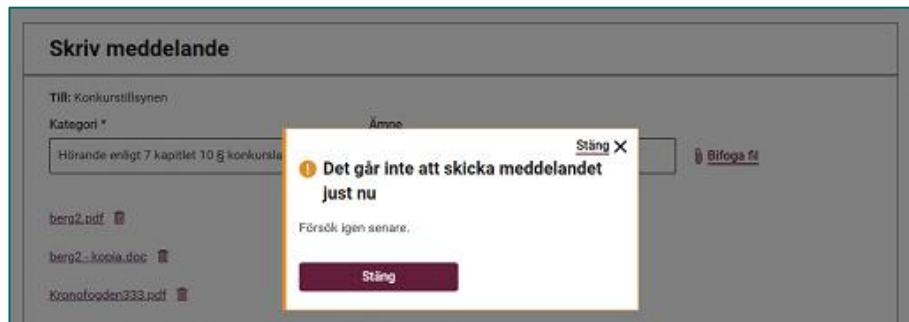 Skriv meddelande
Till: Konkurstillsynen
Kategori * Ämne
Stäng ×
Hörande enligt 7 kapitlet 10 § konkursla
Bifoga fil
Det går inte att skicka meddelandet
just nu
berg2.pdf
Försök igen senare.
berg2 - kopia.doc
Stäng
Kronofogden333.pdf